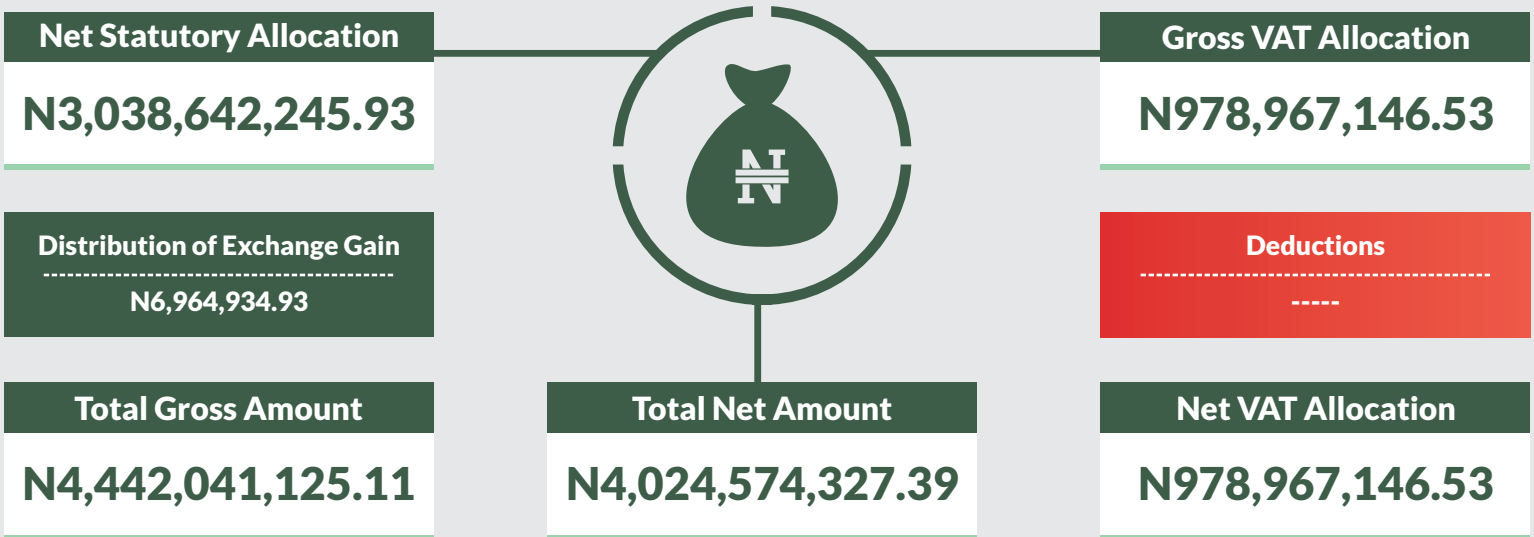 Net Statutory Allocation
N3,038,642,245.93
Gross VAT Allocation
N978,967,146.53
₦
Distribution of Exchange Gain
N6,964,934.93
Deductions
-----
Total Gross Amount
N4,442,041,125.11
Total Net Amount
N4,024,574,327.39
Net VAT Allocation
N978,967,146.53